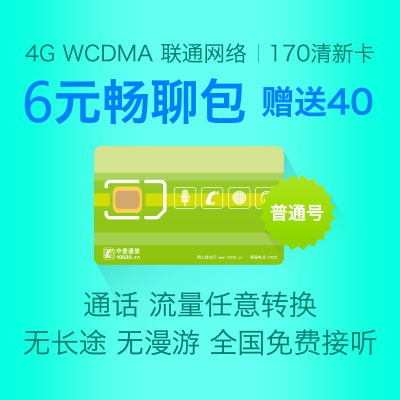 4G WCDMA 联通网络｜170清新卡
6元畅聊包 赠送40
普通号
中麦通信
10020.cn
通话 流量任意转换
无长途 无漫游 全国免费接听